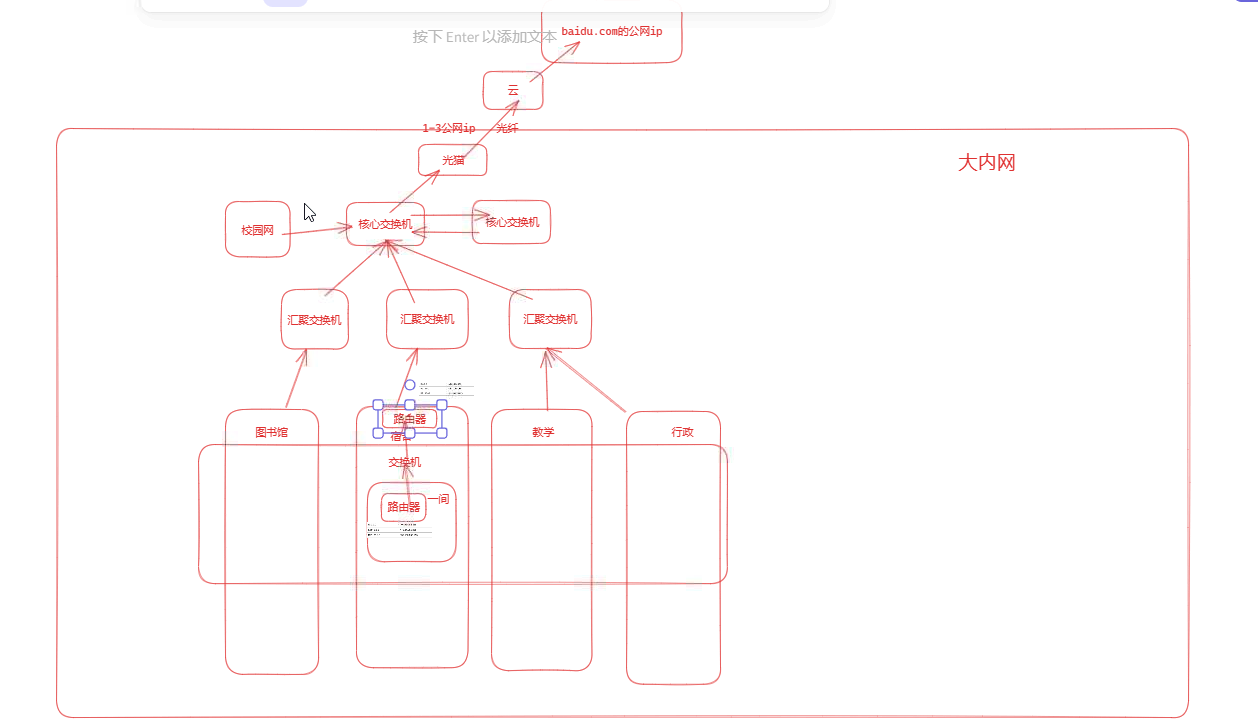 baidu.com的公网ip
按下 Enter 以添加文本
云
1-3公网ip
光纤
光猫
大内网
校园网
核心交换机
核心交换机
汇聚交换机
汇聚交换机
汇聚交换机
路由器
图书馆
教学
行政
交换机
一间
路由器